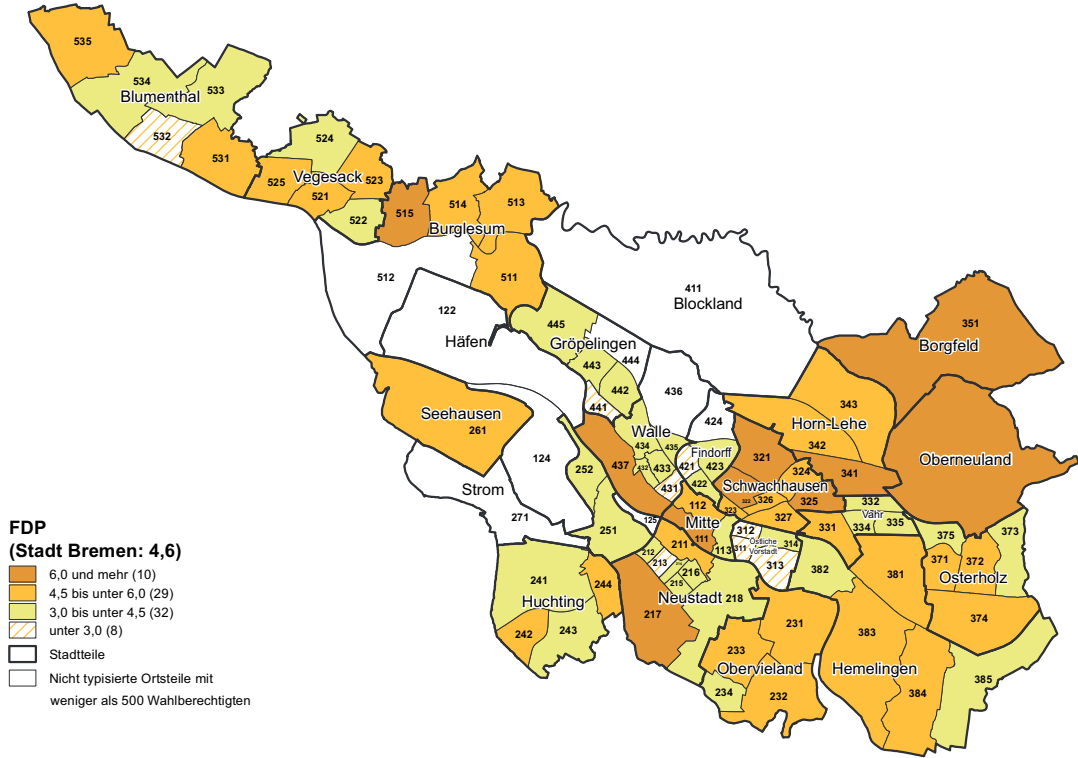 535
534
533
Blumenthal
532
531
524
Vegesack
523
525
521
522
515
514
513
Burglesum
511
512
122
Häfen
411
Blockland
351
Borgfeld
445
Gröpelingen
444
443
442
441
436
424
343
Horn-Lehe
342
341
Oberneuland
Seehausen
261
Walle
434
435
432
433
437
431
Findorff
421
423
422
321
324
Schwachhausen
322
326
325
323
327
124
252
Strom
271
251
125
112
Mitte
111
113
312
311
Östliche
Vorstadt
314
313
332
Vahr
334
335
331
375
373
371
372
Osterholz
374
381
382
211
212
213
215
216
Neustadt
217
218
241
Huchting
244
242
243
231
233
Obervieland
232
234
383
Hemelingen
384
385
FDP
(Stadt Bremen: 4,6)
6,0 und mehr (10)
4,5 bis unter 6,0 (29)
3,0 bis unter 4,5 (32)
unter 3,0 (8)
Stadtteile
Nicht typisierte Ortsteile mit
weniger als 500 Wahlberechtigten